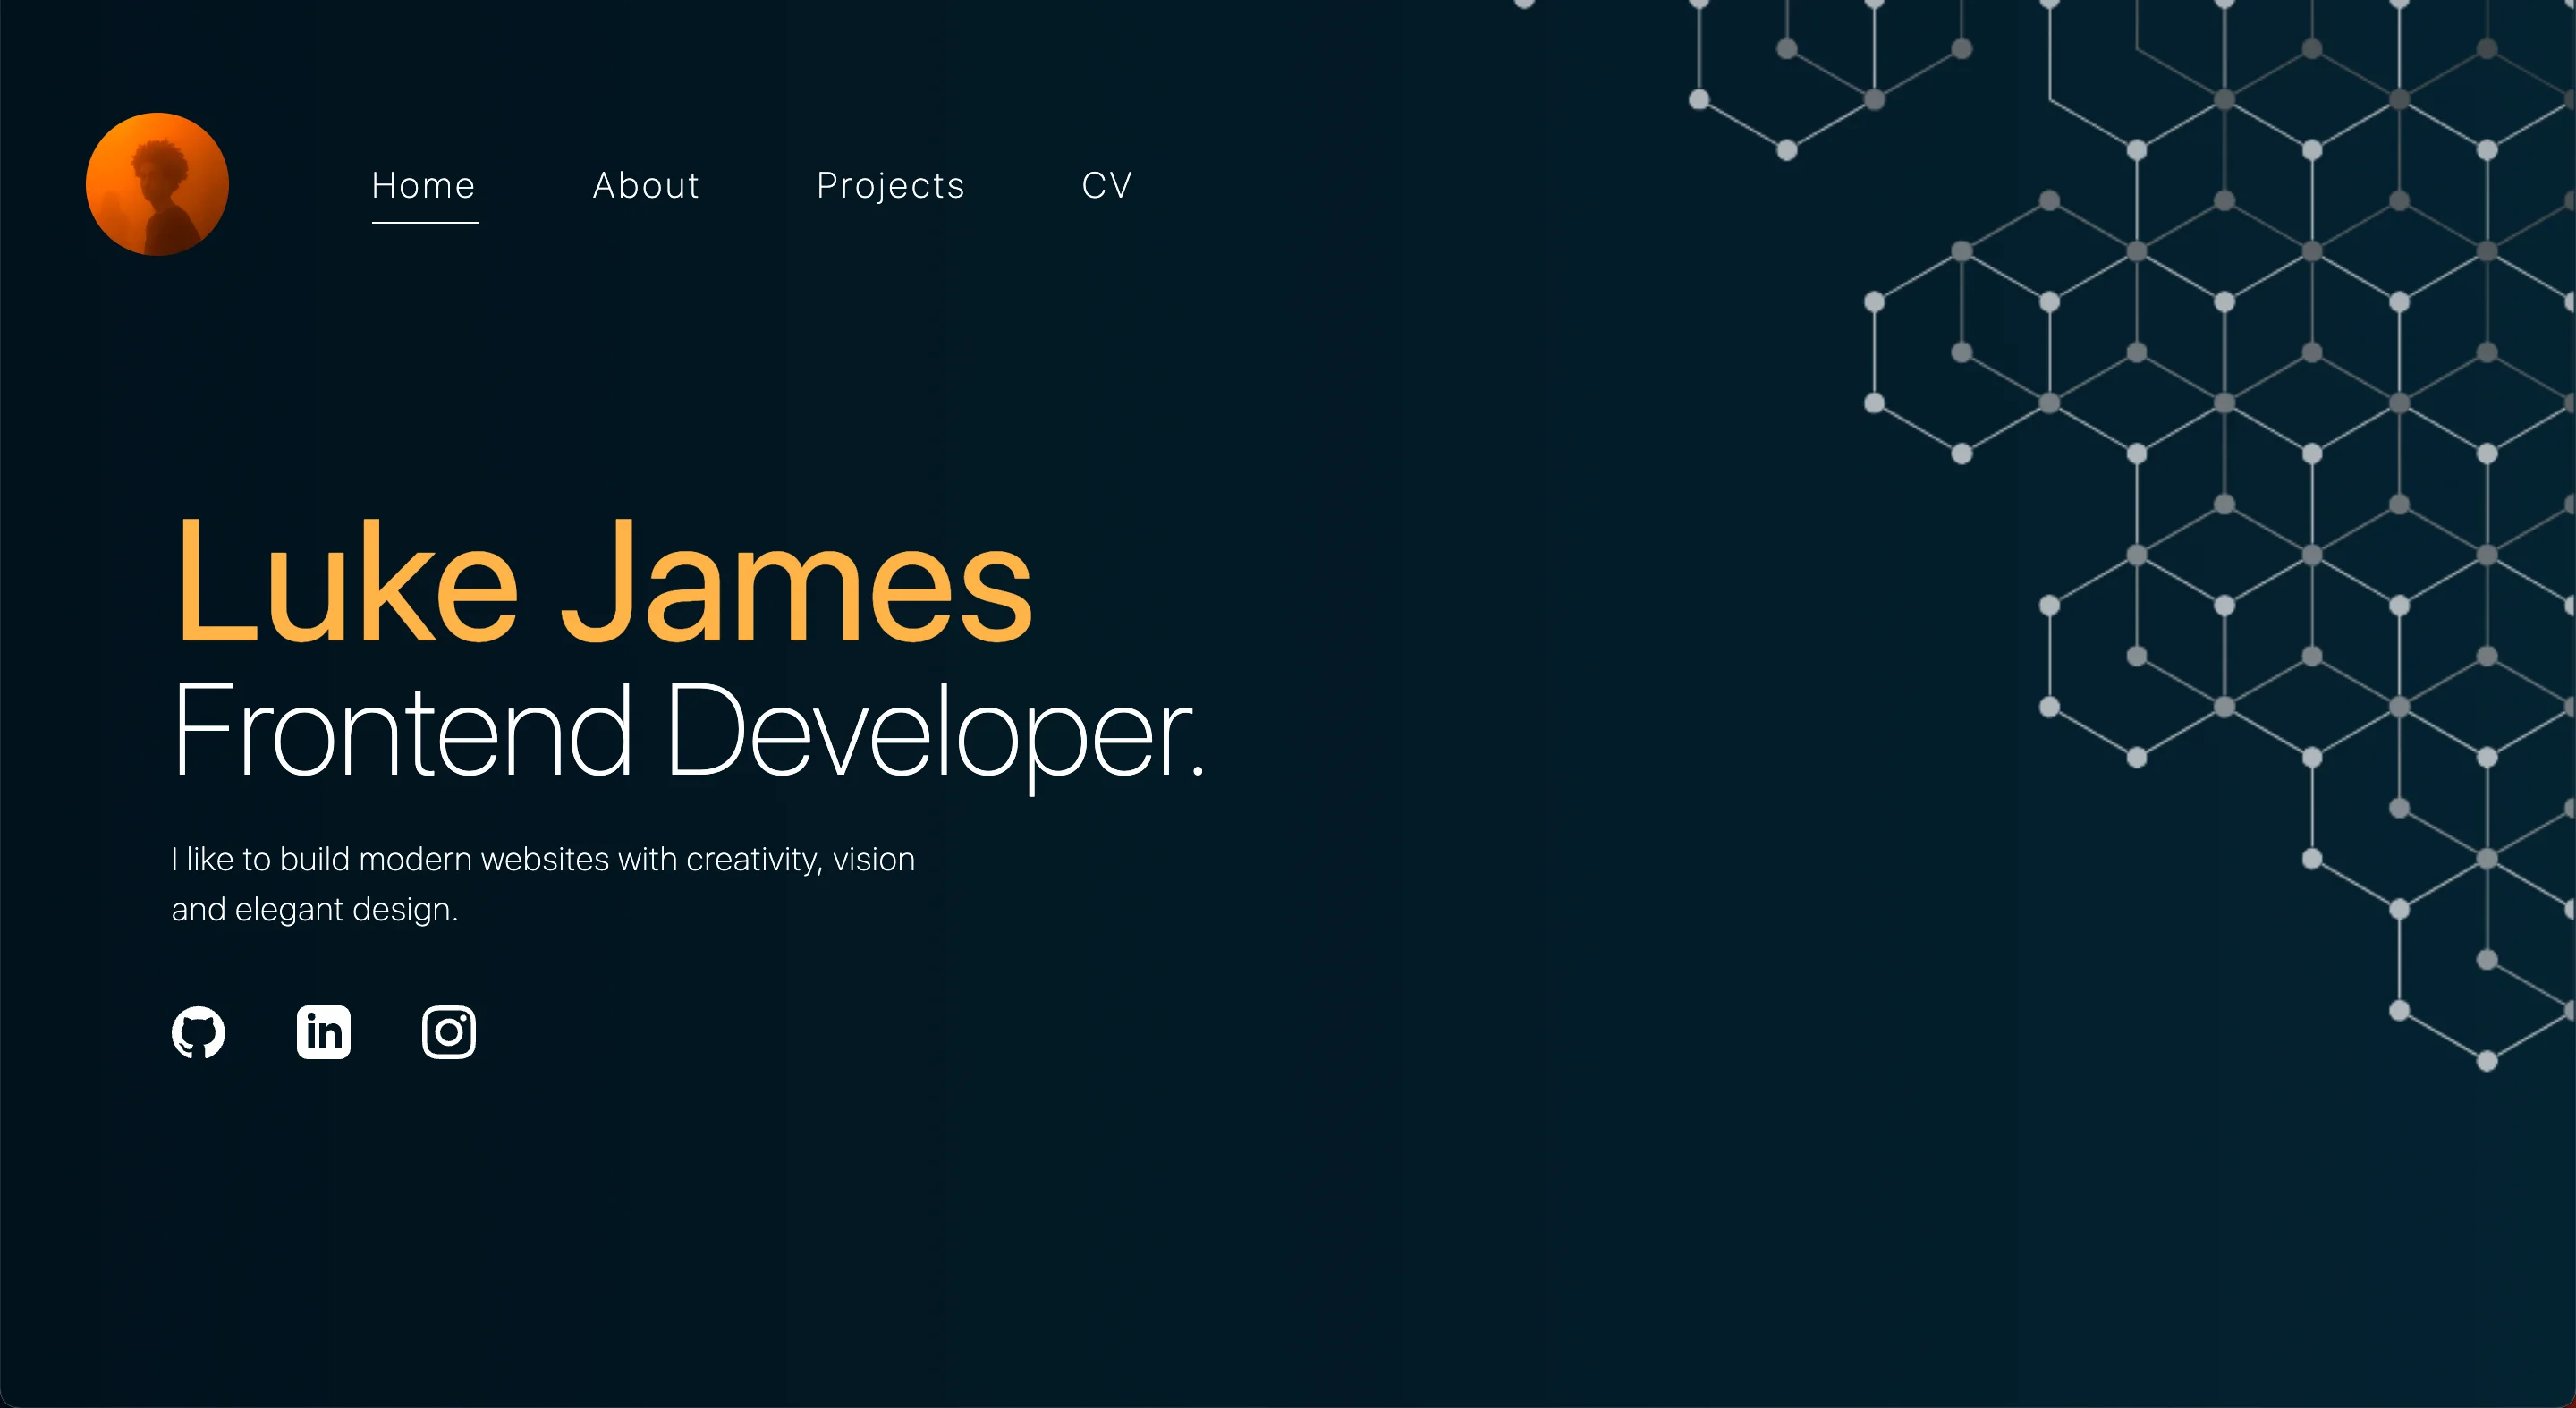 Home About Projects CV
Luke James
Frontend Developer.
I like to build modern websites with creativity, vision
and elegant design.
in